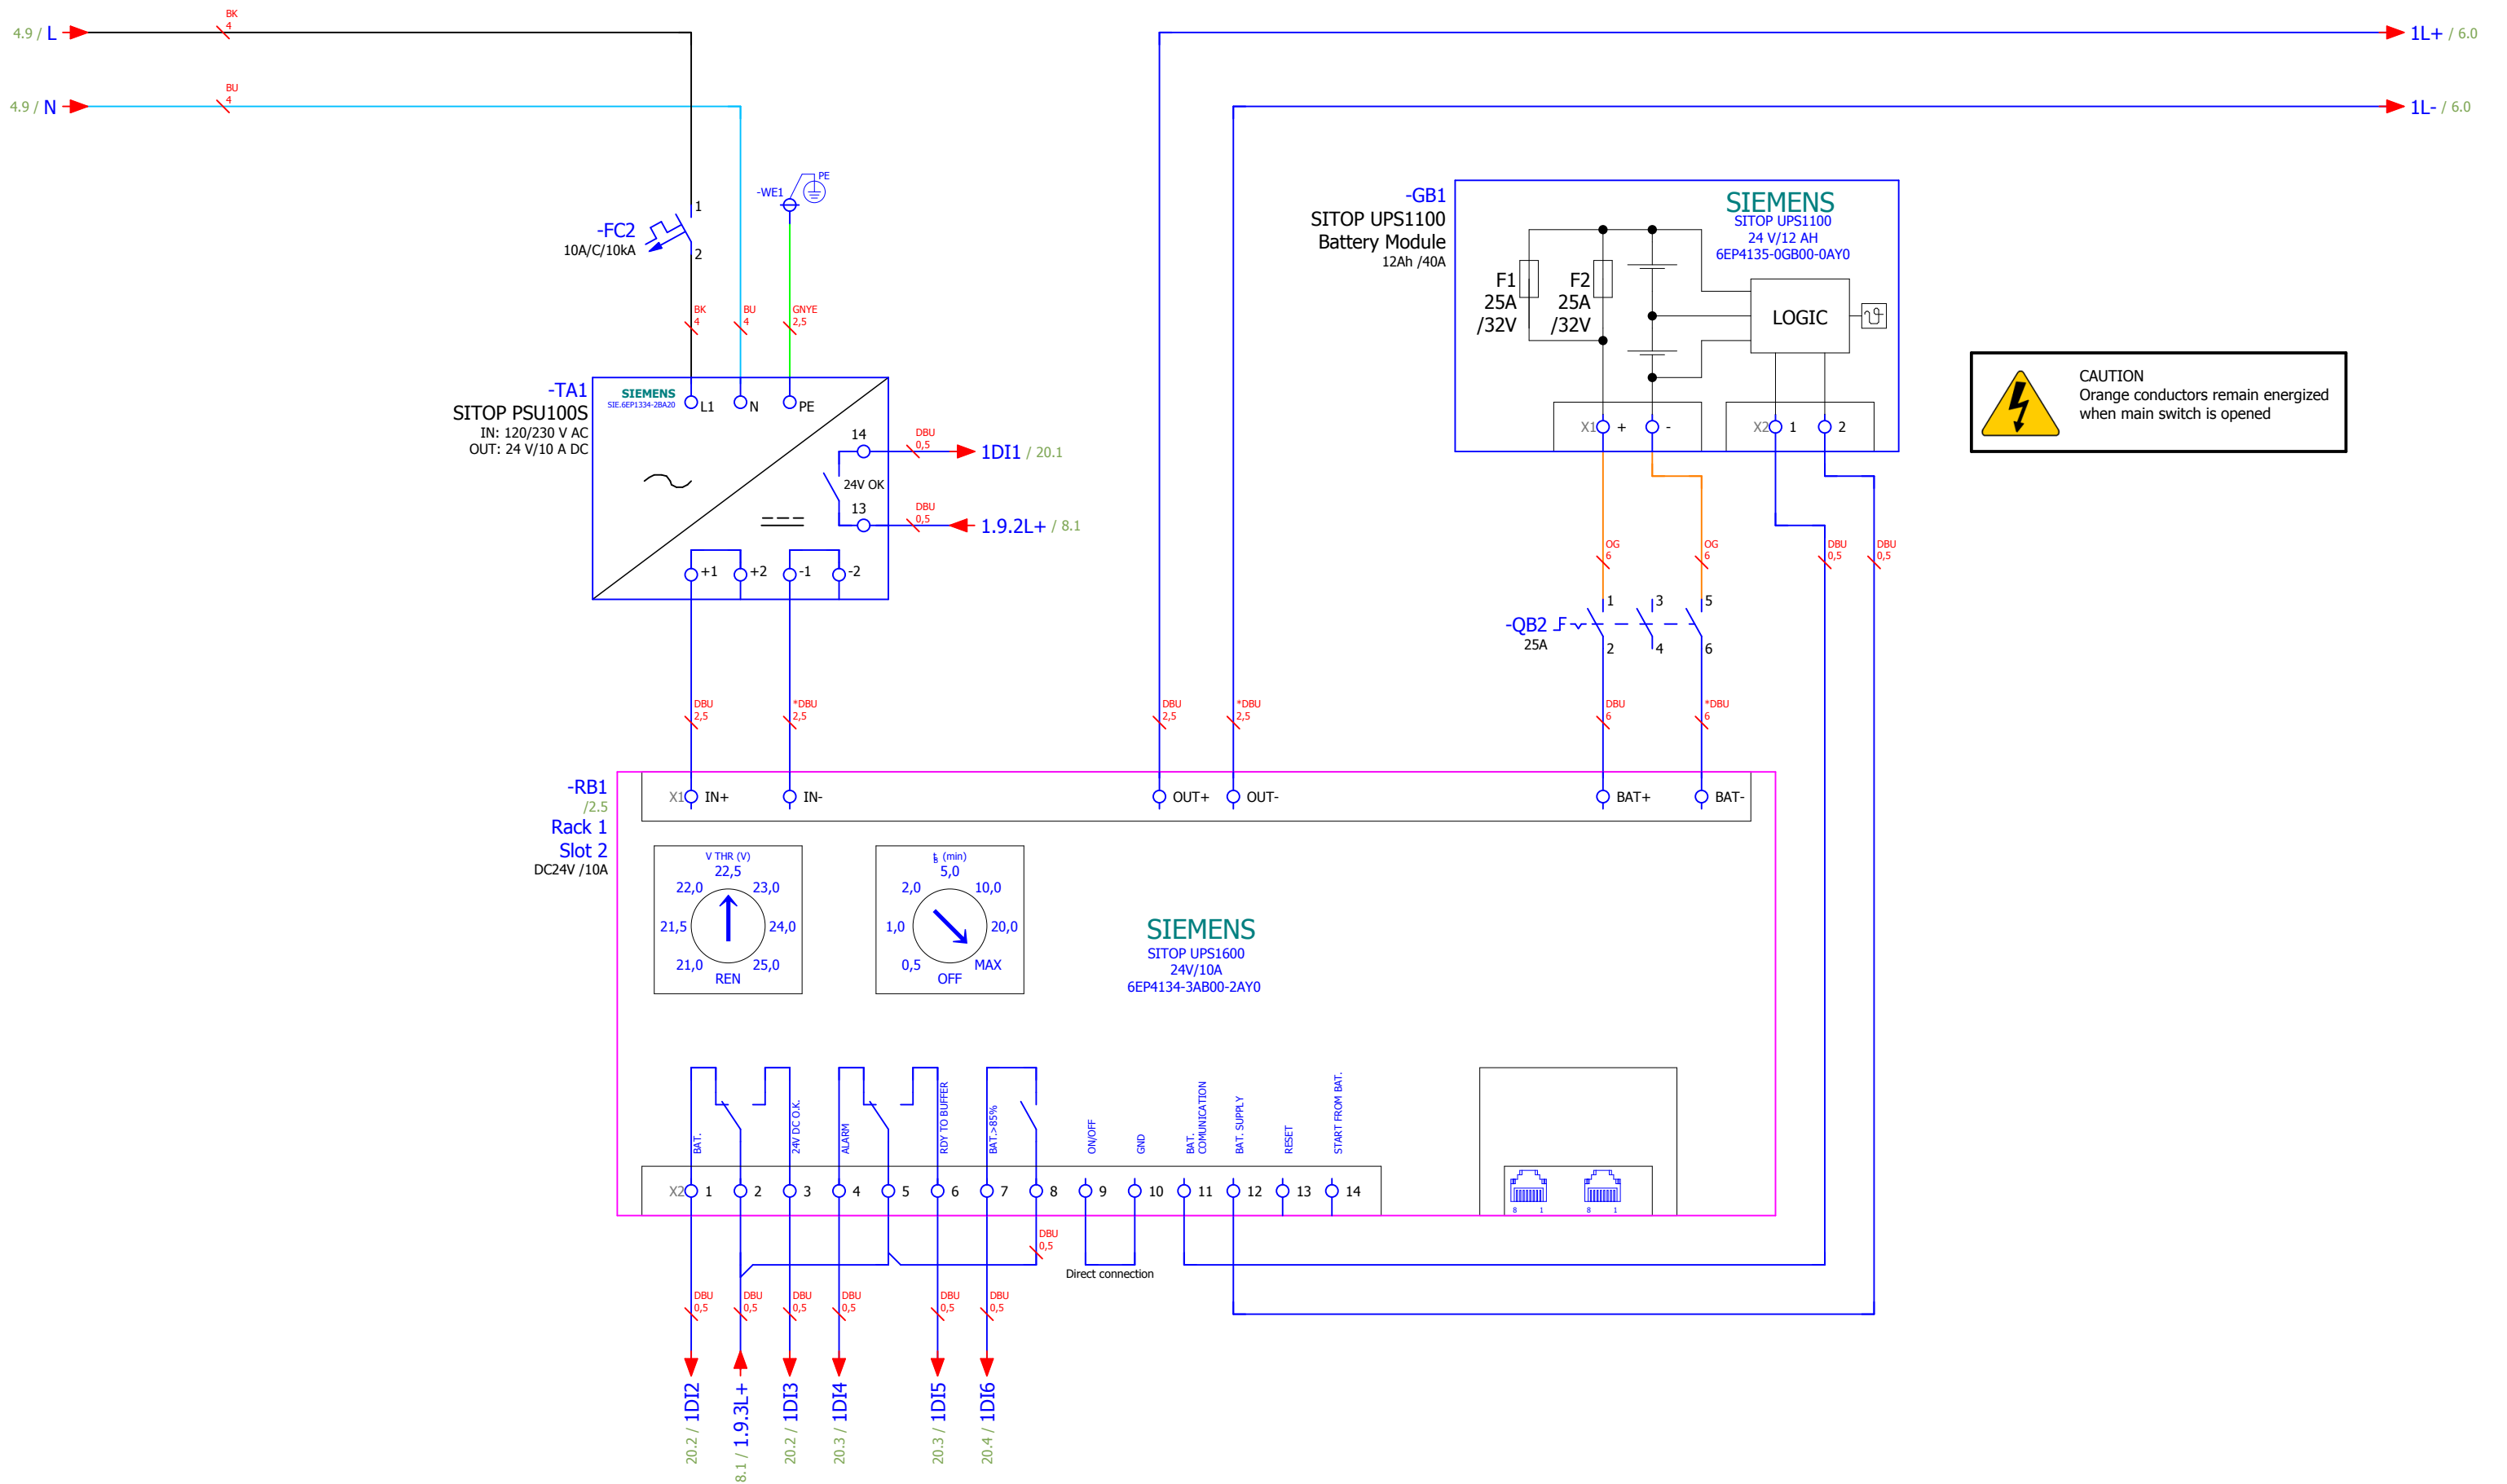 4.9 / L
BK
4
1L+ / 6.0
4.9 / N
BU
4
1L- / 6.0
-WE1
PE
-FC2
10A/C/10kA
1
2
BK
4
BU
4
GNYE
2,5
-GB1
SITOP UPS1100
Battery Module
12Ah /40A
SIEMENS
SITOP UPS1100
24 V/12 AH
6EP4135-0GB00-0AY0
F1
25A
/32V
F2
25A
/32V
LOGIC
X1
+
-
X2
1
2
CAUTION
Orange conductors remain energized
when main switch is opened
-TA1
SITOP PSU100S
IN: 120/230 V AC
OUT: 24 V/10 A DC
SIEMENS
SIE.6EP1334-2BA20
L1
N
PE
14
24V OK
13
DBU
0,5
1DI1 / 20.1
DBU
0,5
1.9.2L+ / 8.1
+1
+2
-1
-2
OG
6
OG
6
DBU
0,5
DBU
0,5
-QB2
25A
1
2
3
4
5
6
DBU
2,5
*DBU
2,5
DBU
2,5
*DBU
2,5
DBU
6
*DBU
6
-RB1
/2.5
Rack 1
Slot 2
DC24V /10A
X1
IN+
IN-
OUT+
OUT-
BAT+
BAT-
V THR (V)
22,5
22,0
23,0
21,5
24,0
21,0
25,0
REN
tB (min)
5,0
2,0
10,0
1,0
20,0
0,5
MAX
OFF
SIEMENS
SITOP UPS1600
24V/10A
6EP4134-3AB00-2AY0
BAT.
24V DC O.K.
ALARM
RDY TO BUFFER
BAT.>85%
ON/OFF
GND
BAT.
COMUNICATION
BAT. SUPPLY
RESET
START FROM BAT.
X2
1
2
3
4
5
6
7
8
9
10
11
12
13
14
8
1
8
1
DBU
0,5
Direct connection
DBU
0,5
DBU
0,5
DBU
0,5
DBU
0,5
DBU
0,5
DBU
0,5
20.2 / 1DI2
8.1 / 1.9.3L+
20.2 / 1DI3
20.3 / 1DI4
20.3 / 1DI5
20.4 / 1DI6